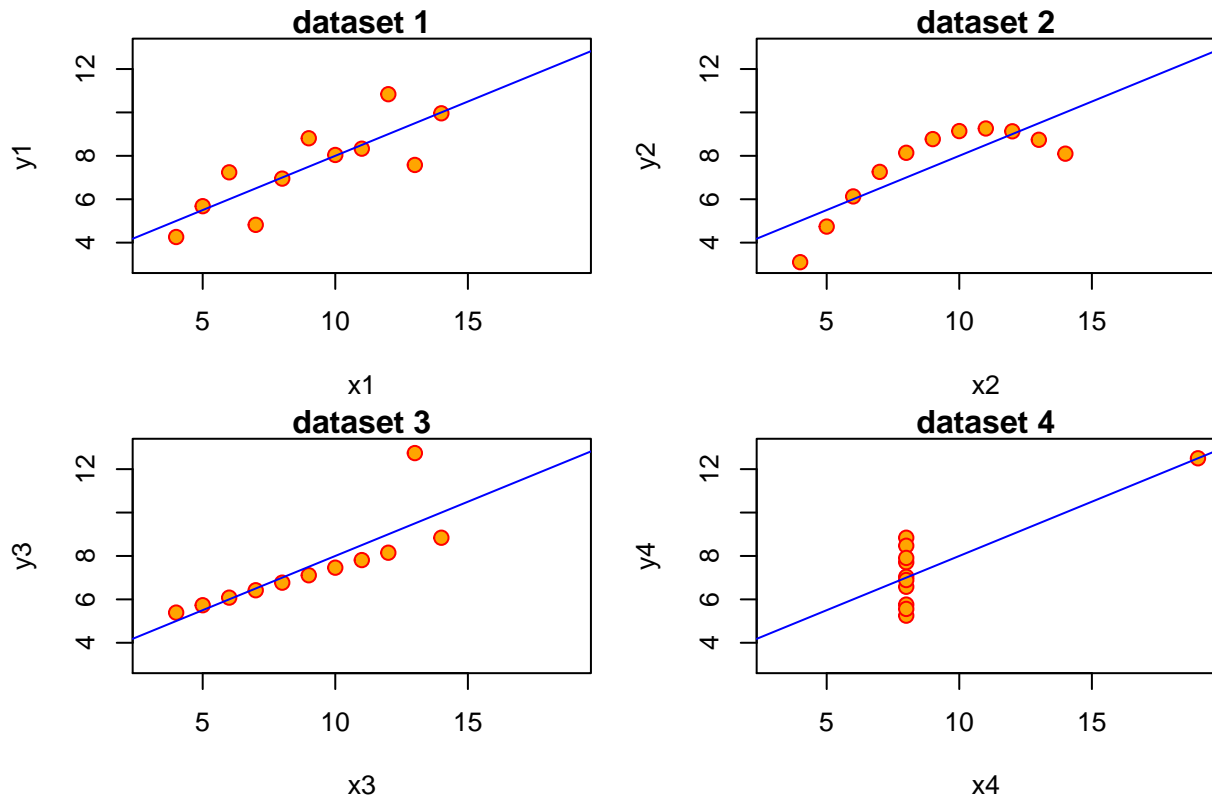 dataset 1
y1
4 6 8 12
5 10 15
x1
dataset 2
y2
4 6 8 12
5 10 15
x2
dataset 3
y3
4 6 8 12
5 10 15
x3
dataset 4
y4
4 6 8 12
5 10 15
x4